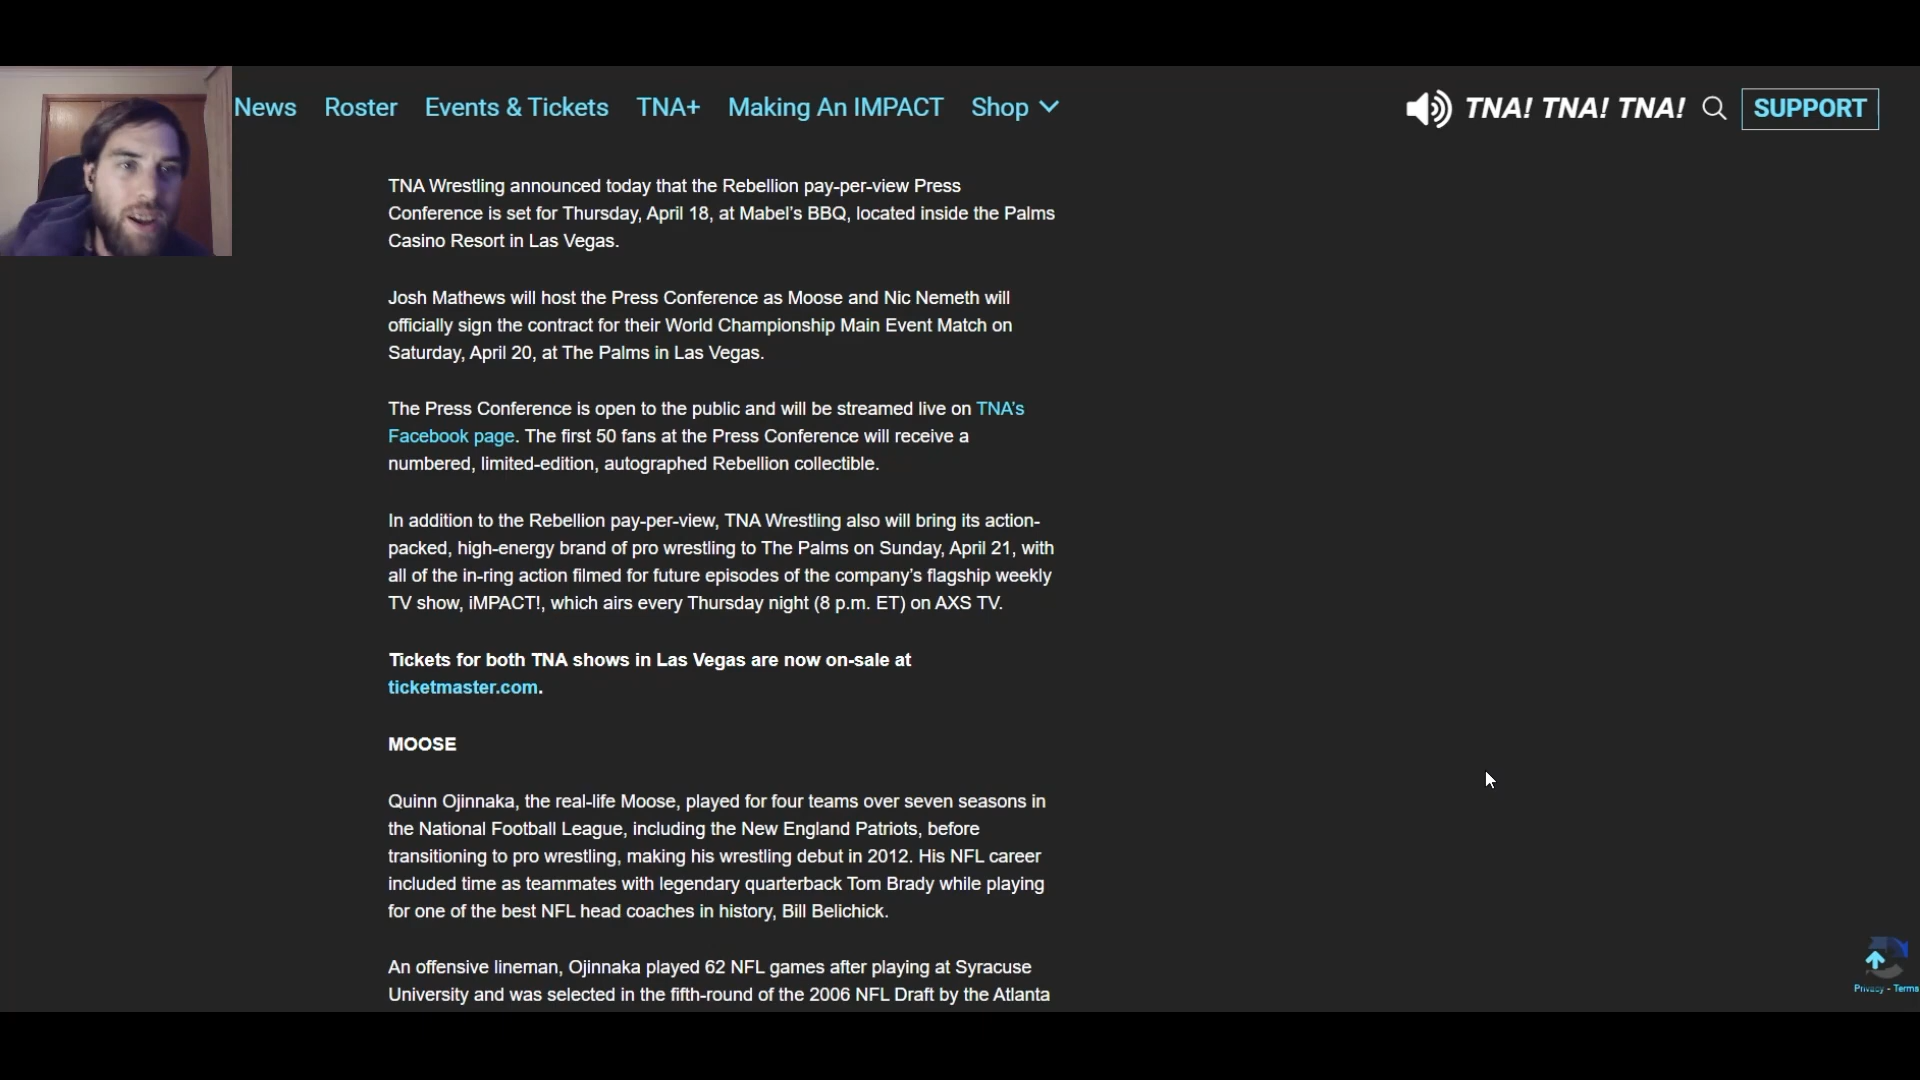 News Roster Events & Tickets TNA+ Making An IMPACT Shop TNA! TNA! TNA! SUPPORT
TNA Wrestling announced today that the Rebellion pay-per-view Press
Conference is set for Thursday, April 18, at Mabel's BBQ, located inside the Palms
Casino Resort in Las Vegas.
Josh Mathews will host the Press Conference as Moose and Nic Nemeth will
officially sign the contract for their World Championship Main Event Match on
Saturday, April 20, at The Palms in Las Vegas.
The Press Conference is open to the public and will be streamed live on TNA's
Facebook page. The first 50 fans at the Press Conference will receive a
numbered, limited-edition, autographed Rebellion collectible.
In addition to the Rebellion pay-per-view, TNA Wrestling also will bring its action-
packed, high-energy brand of pro wrestling to The Palms on Sunday, April 21, with
all of the in-ring action filmed for future episodes of the company's flagship weekly
TV show, iMPACT!, which airs every Thursday night (8 p.m. ET) on AXS TV.
Tickets for both TNA shows in Las Vegas are now on-sale at
ticketmaster.com.
MOOSE
Quinn Ojinnaka, the real-life Moose, played for four teams over seven seasons in
the National Football League, including the New England Patriots, before
transitioning to pro wrestling, making his wrestling debut in 2012. His NFL career
included time as teammates with legendary quarterback Tom Brady while playing
for one of the best NFL head coaches in history, Bill Belichick.
An offensive lineman, Ojinnaka played 62 NFL games after playing at Syracuse
University and was selected in the fifth-round of the 2006 NFL Draft by the Atlanta
Privacy - Terms